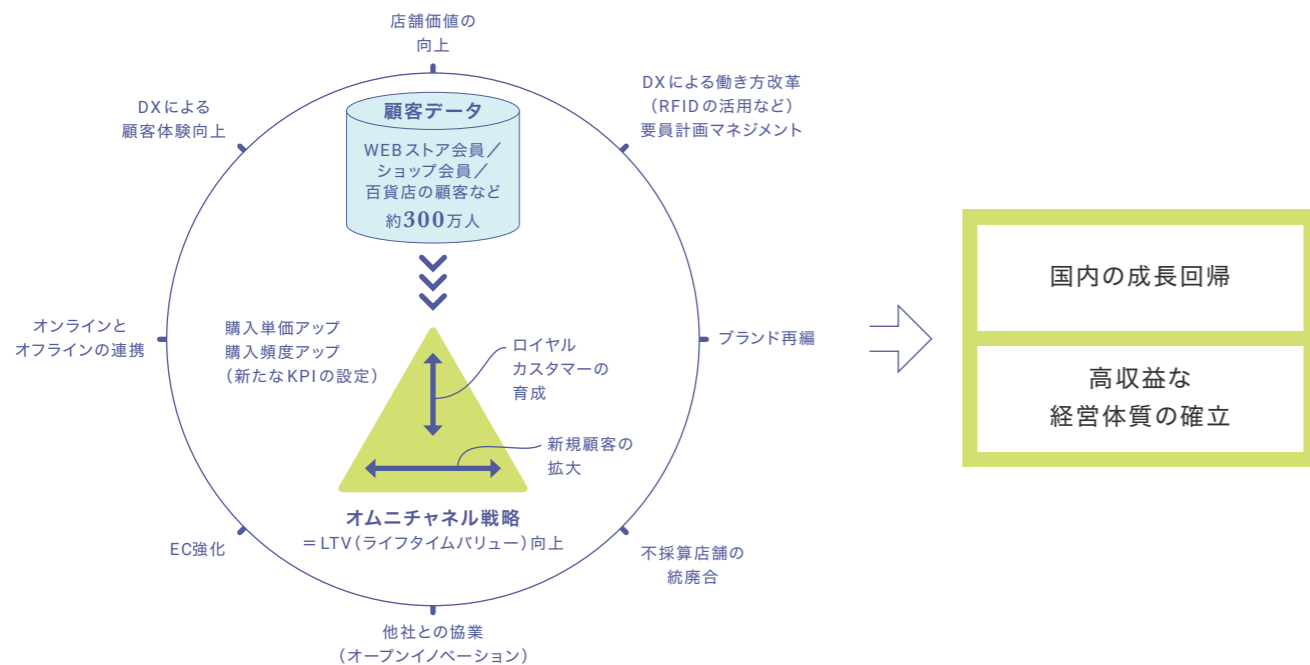 店舗価値の
向上
DXによる
顧客体験向上
DXによる働き方改革
（RFIDの活用など）
要員計画マネジメント
顧客データ
WEBストア会員／
ショップ会員／
百貨店の顧客など
約300万人
オンラインと
オフラインの連携
購入単価アップ
購入頻度アップ
（新たなKPIの設定）
ロイヤル
カスタマーの
育成
新規顧客の
拡大
ブランド再編
オムニチャネル戦略
＝LTV（ライフタイムバリュー）向上
EC強化
不採算店舗の
統廃合
他社との協業
（オープンイノベーション）
国内の成長回帰
高収益な
経営体質の確立